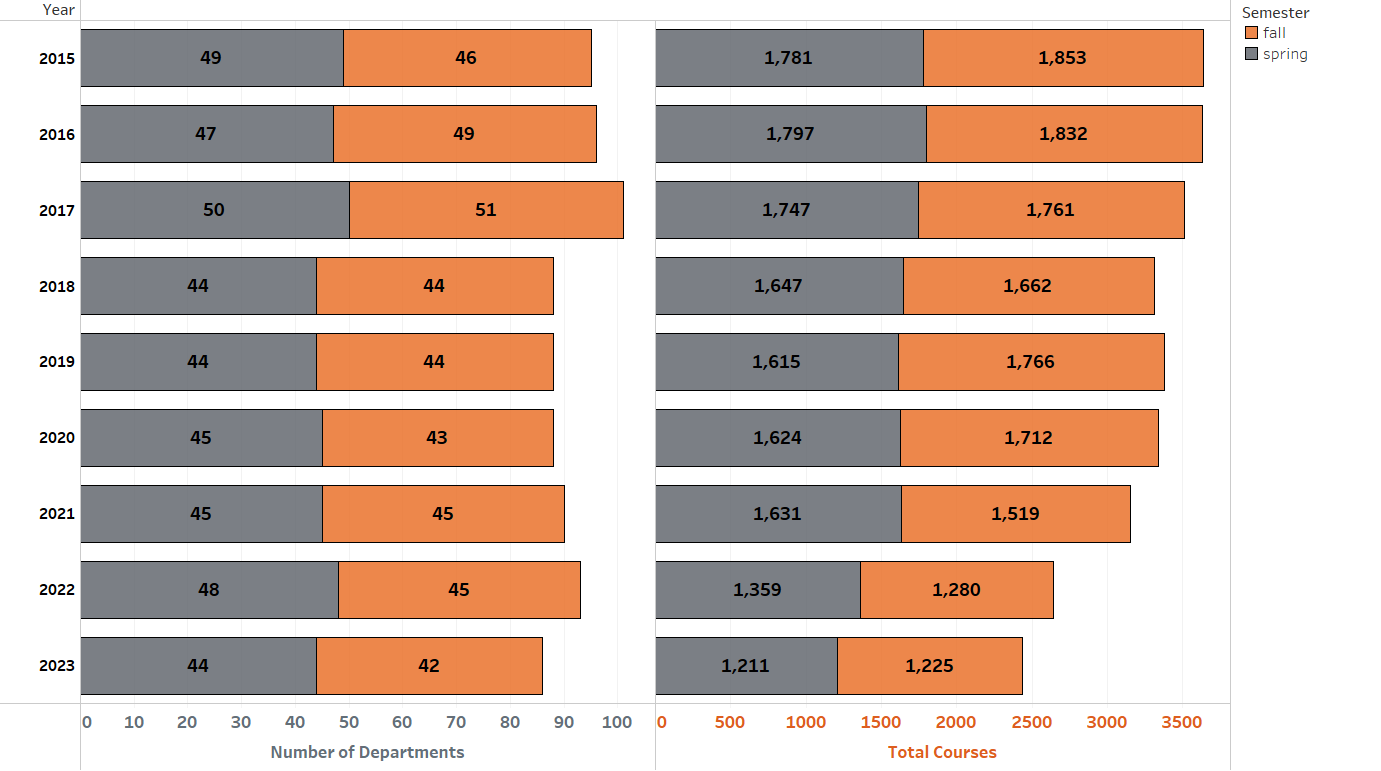 Year
Semester
fall
spring
2015 49 46 1,781 1,853
2016 47 49 1,797 1,832
2017 50 51 1,747 1,761
2018 44 44 1,647 1,662
2019 44 44 1,615 1,766
2020 45 43 1,624 1,712
2021 45 45 1,631 1,519
2022 48 45 1,359 1,280
2023 44 42 1,211 1,225
0 10 20 30 40 50 60 70 80 90 100 0 500 1000 1500 2000 2500 3000 3500
Number of Departments Total Courses